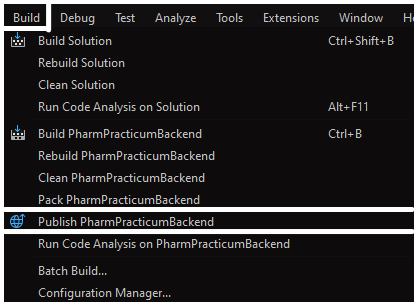 Build Debug Test Analyze Tools Extensions Window
Build Solution Ctrl+Shift+B
Rebuild Solution
Clean Solution
Run Code Analysis on Solution Alt+F11
Build PharmPracticumBackend Ctrl+B
Rebuild PharmPracticumBackend
Clean PharmPracticumBackend
Pack PharmPracticumBackend
Publish PharmPracticumBackend
Run Code Analysis on PharmPracticumBackend
Batch Build...
Configuration Manager...